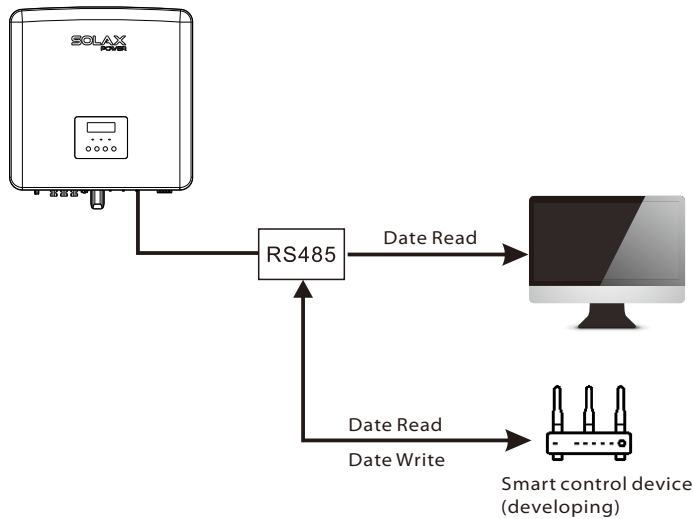 SOLAX
POWER
RS485
Date Read
Date Read
Date Write
Smart control device
(developing)